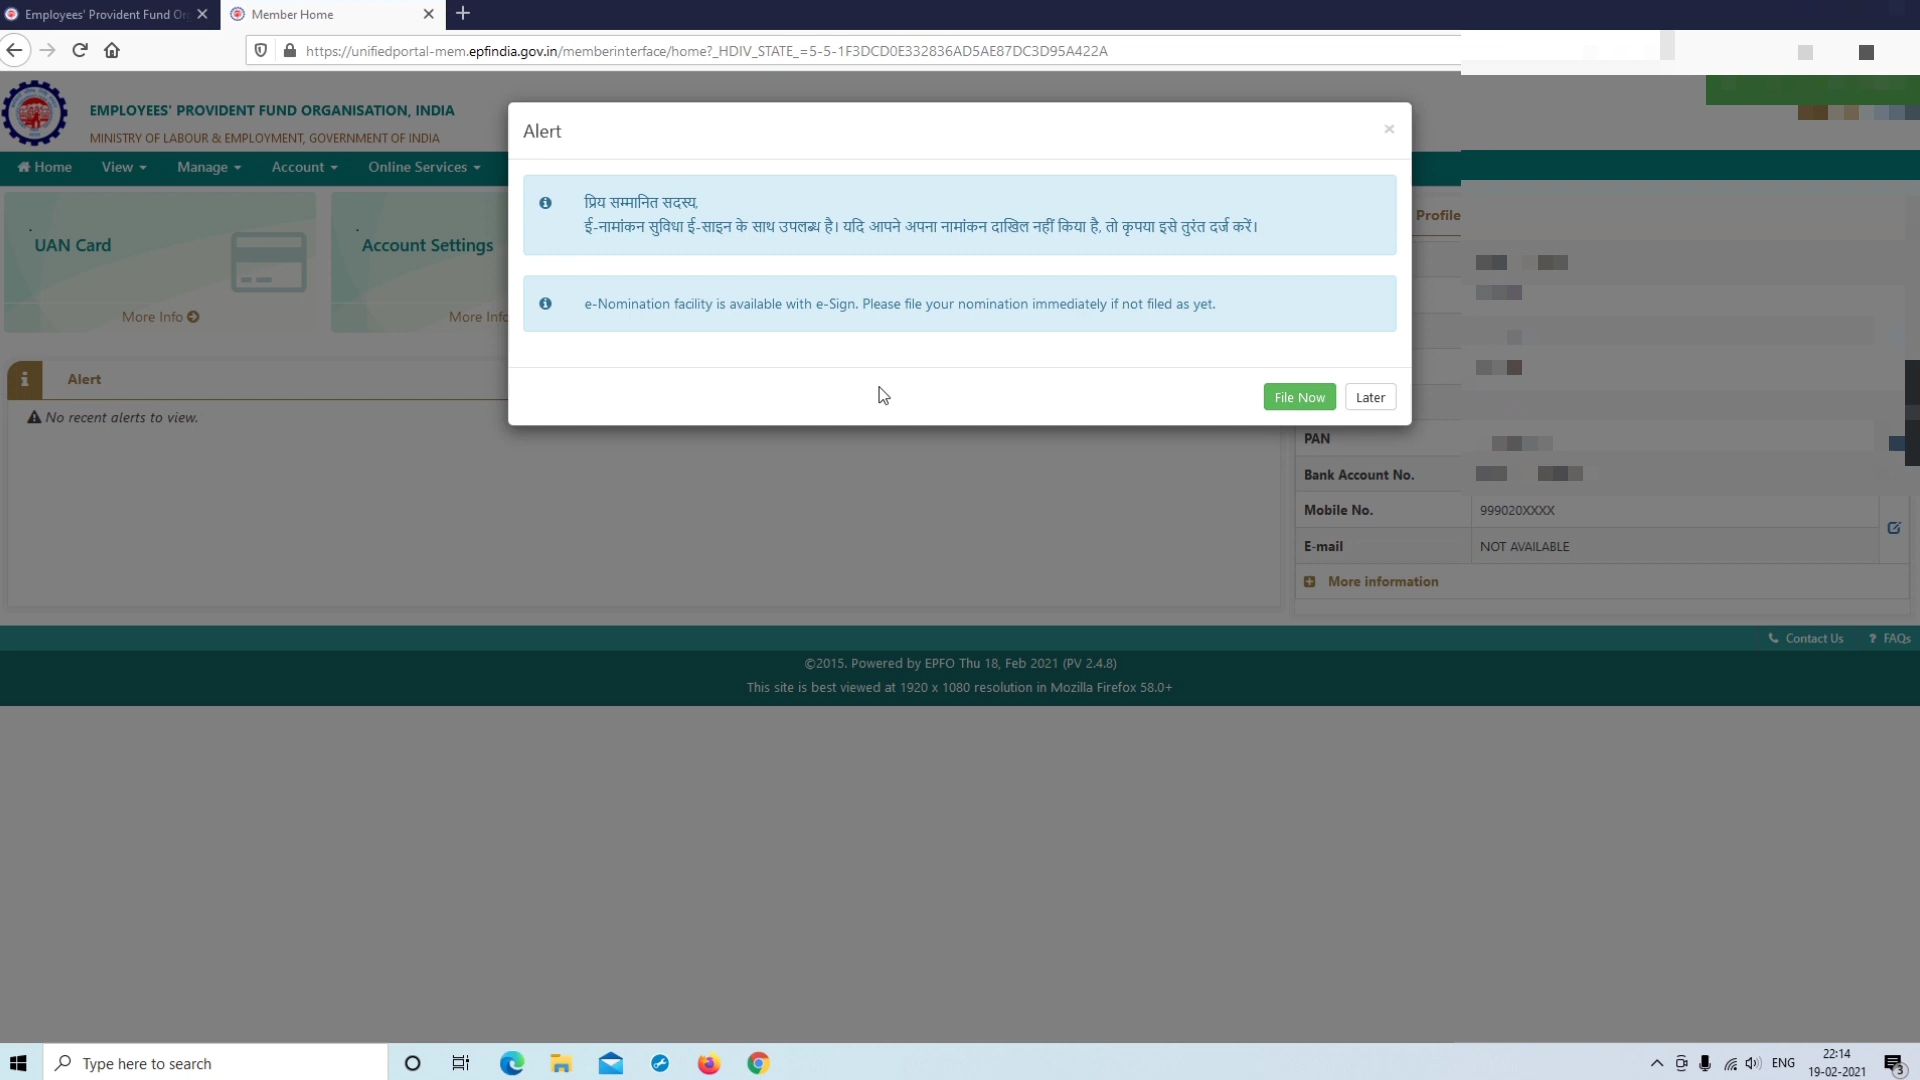 Employees' Provident Fund Or
Member Home
https://unifiedportal-mem.epfindia.gov.in/memberinterface/home?_HDIV_STATE_=5-5-1F3DCD0E332836AD5AE87DC3D95A422A
EMPLOYEES' PROVIDENT FUND ORGANISATION, INDIA
MINISTRY OF LABOUR & EMPLOYMENT, GOVERNMENT OF INDIA
Home View Manage Account Online Services
Alert
×
प्रिय सम्मानित सदस्य,
ई-नामांकन सुविधा ई-साइन के साथ उपलब्ध है। यदि आपने अपना नामांकन दाखिल नहीं किया है, तो कृपया इसे तुरंत दर्ज करें।
e-Nomination facility is available with e-Sign. Please file your nomination immediately if not filed as yet.
File Now
Later
UAN Card
More Info
Account Settings
More Info
Profile
Alert
No recent alerts to view.
PAN
Bank Account No.
Mobile No. 999020XXXX
E-mail NOT AVAILABLE
More information
Contact Us ? FAQs
©2015. Powered by EPFO Thu 18, Feb 2021 (PV 2.4.8)
This site is best viewed at 1920 x 1080 resolution in Mozilla Firefox 58.0+
Type here to search
ENG
22:14
19-02-2021
3